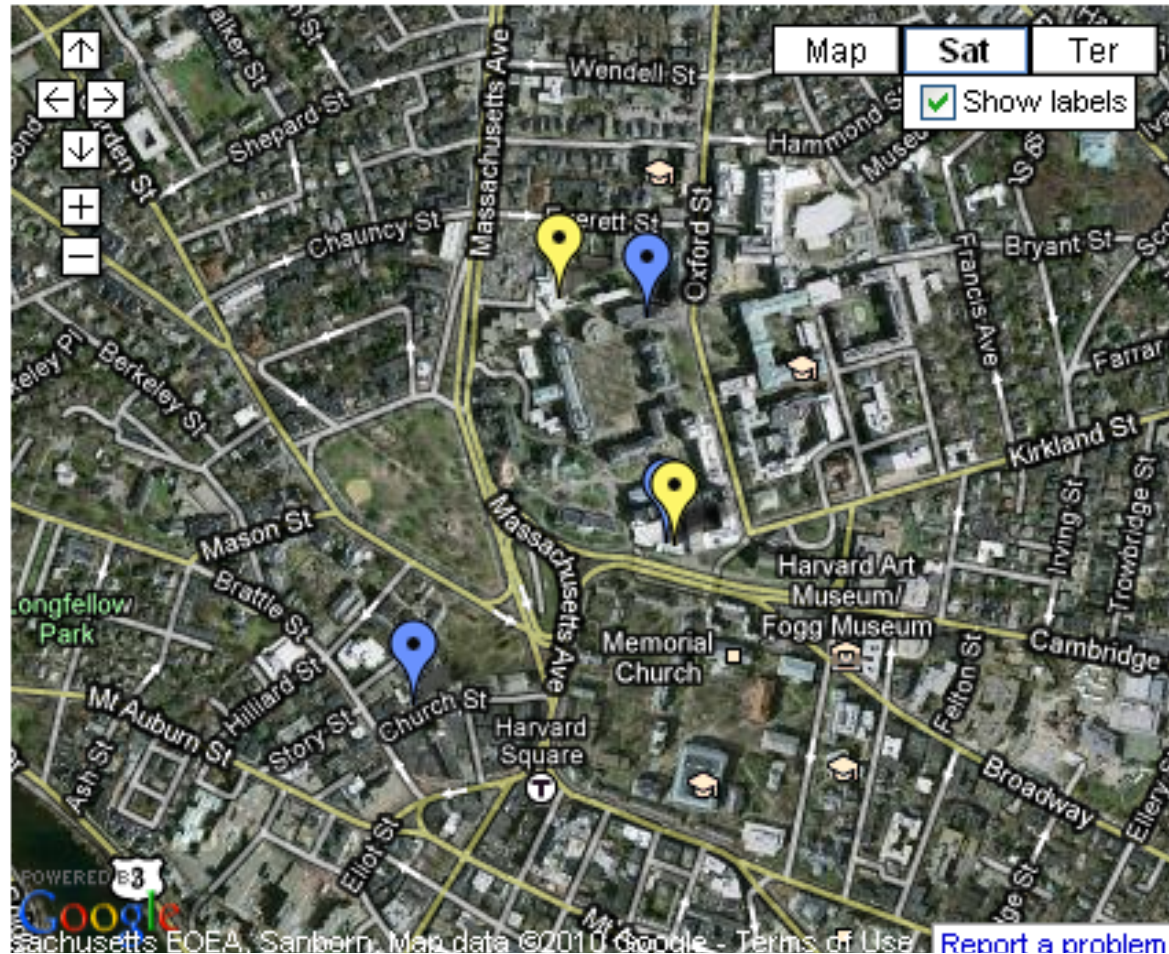 Map
Sat
Ter
Show labels
Wendell St
Massachusetts Ave
Shepard St
Hammond St
Everett St
Chauncy St
Oxford St
Bryant St
Francis Ave
Farrar
Berkeley St
Kirkland St
Mason St
Massachusetts Ave
Irving St
Trowbridge St
Brattle St
Longfellow
Park
Harvard Art
Museum/
Fogg Museum
Memorial
Church
Cambridge
Felton St
Hilliard St
Mt Auburn St
Story St
Church St
Harvard
Square
T
Ash St
Broadway
Eliot St
3
POWERED BY
Google
sachusetts EOEA, Sanborn, Map data ©2010 Google - Terms of Use
Report a problem